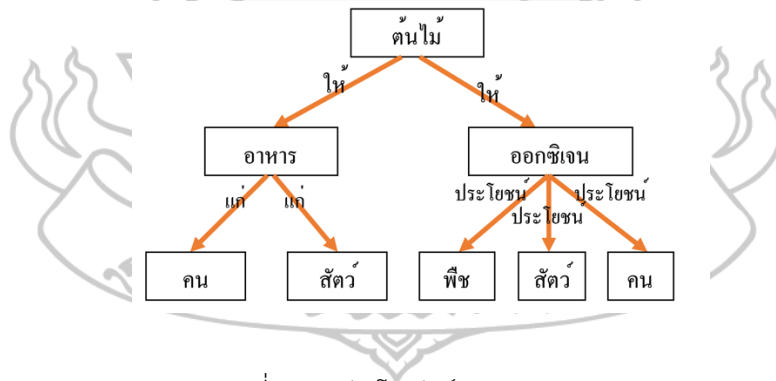 ต้นไม้
ให้
ให้
อาหาร
ออกซิเจน
แก่
แก่
ประโยชน์
ประโยชน์
ประโยชน์
คน
สัตว์
พืช
สัตว์
คน